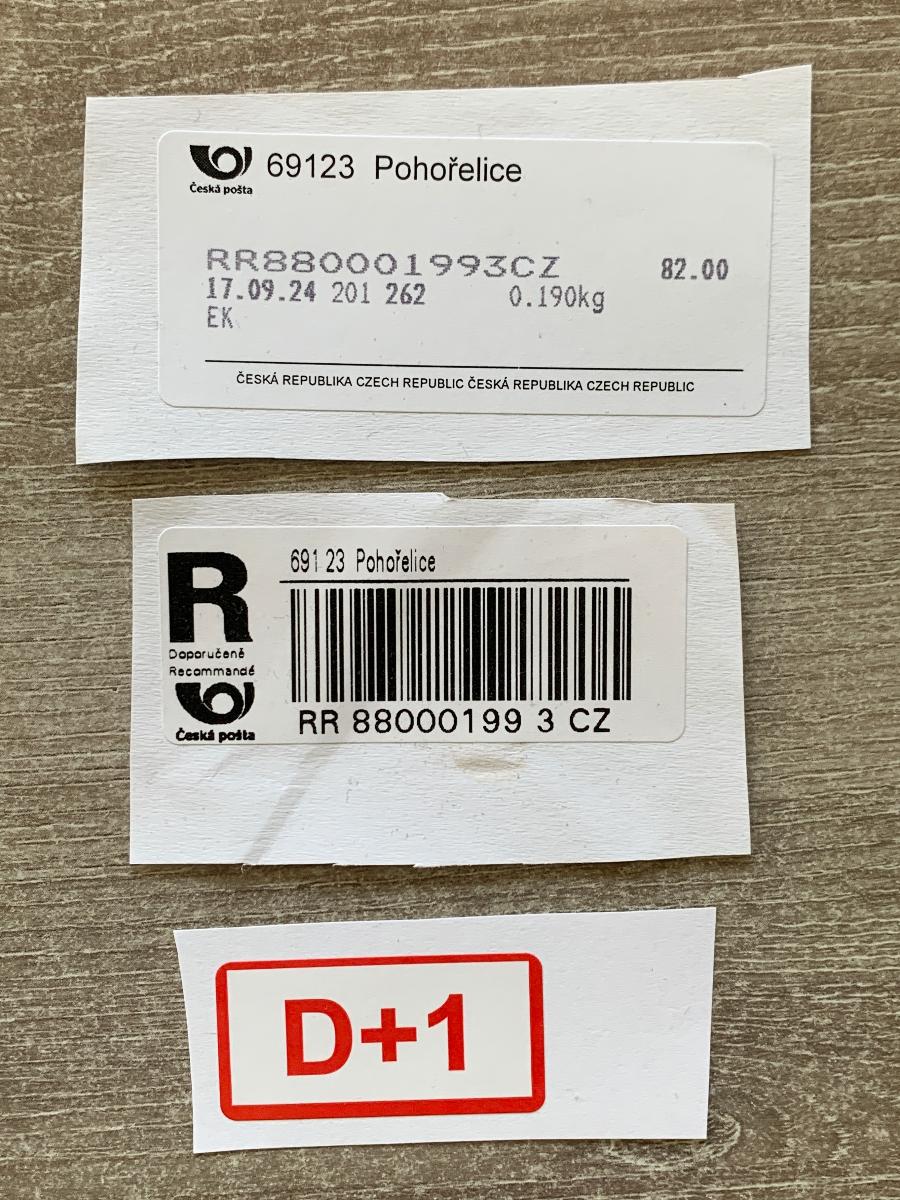 Česká pošta
69123 Pohořelice
RR880001993CZ 82.00
17.09.24 201 262 0.190kg
EK
ČESKÁ REPUBLIKA CZECH REPUBLIC ČESKÁ REPUBLIKA CZECH REPUBLIC
R
Doporučeně
Recommandé
Česká pošta
691 23 Pohořelice
RR 88000199 3 CZ
D+1